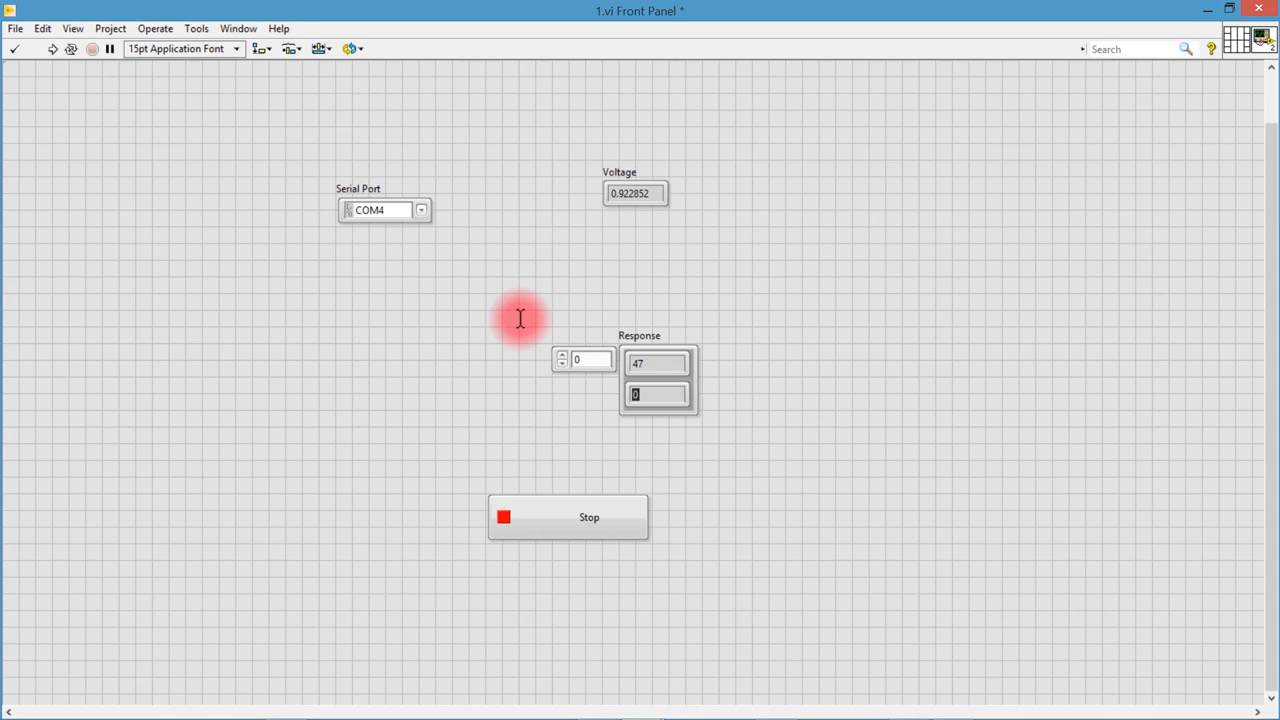 1.vi Front Panel *
File Edit View Project Operate Tools Window Help
15pt Application Font
Search
?
2
Voltage
0.922852
Serial Port
COM4
Response
0
47
0
Stop